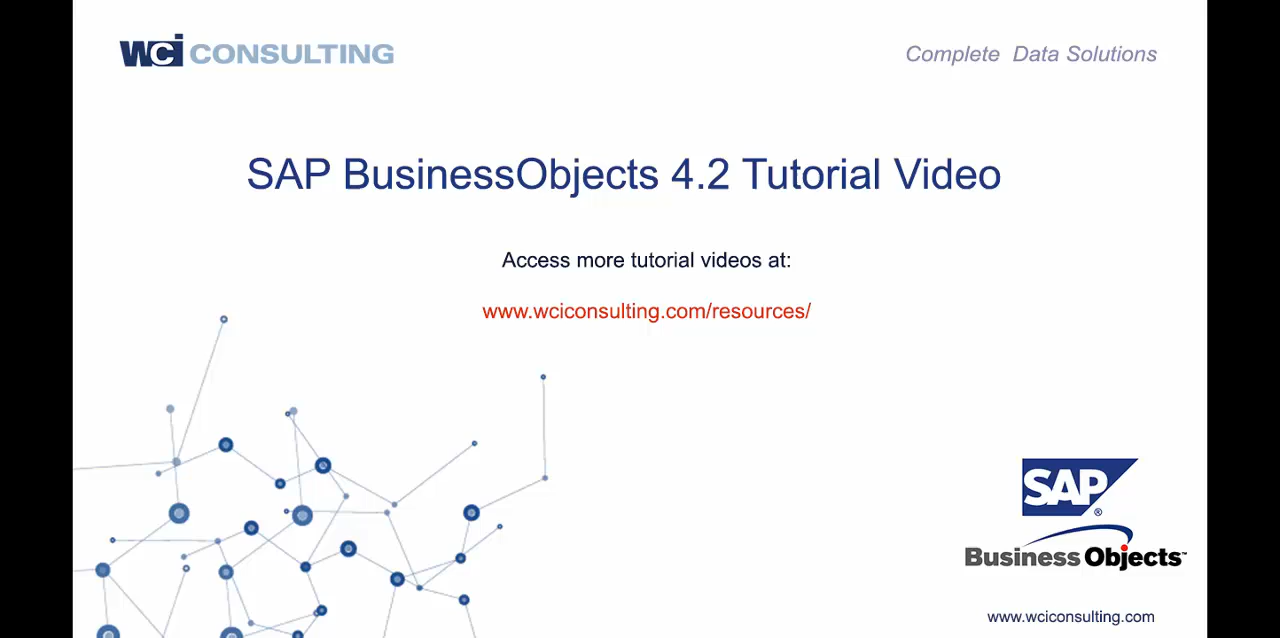 WCi CONSULTING
Complete Data Solutions
SAP BusinessObjects 4.2 Tutorial Video
Access more tutorial videos at:
www.wciconsulting.com/resources/
SAP®
Business Objects™
www.wciconsulting.com